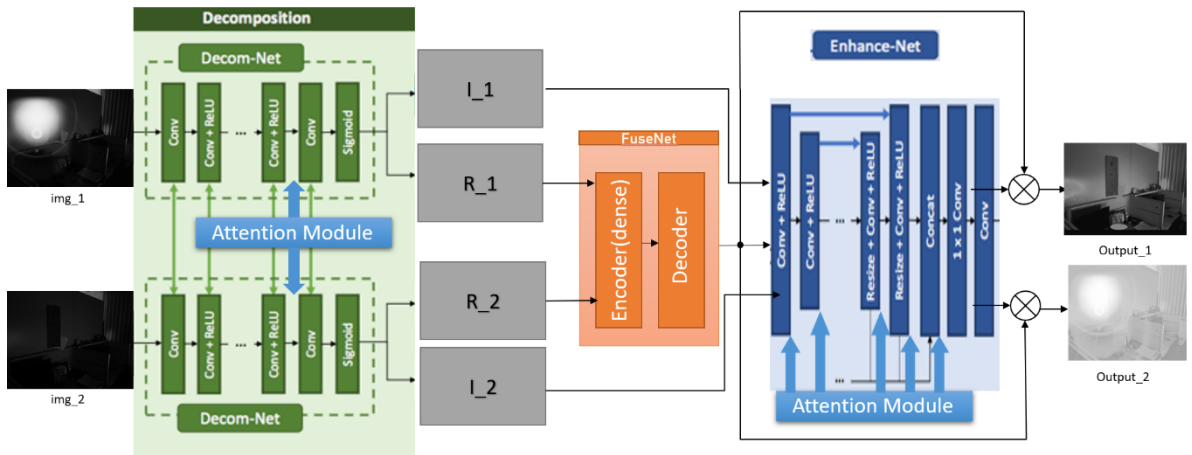 Decomposition
Decom-Net
Conv
Conv + ReLU
...
Conv + ReLU
Conv
Sigmoid
img_1
Attention Module
Conv
Conv + ReLU
...
Conv + ReLU
Conv
Sigmoid
Decom-Net
img_2
I_1
R_1
R_2
I_2
FuseNet
Encoder(dense)
Decoder
Enhance-Net
Conv + ReLU
Conv + ReLU
...
Resize + Conv + ReLU
Resize + Conv + ReLU
Concat
1 x 1 Conv
Conv
...
Attention Module
Output_1
Output_2